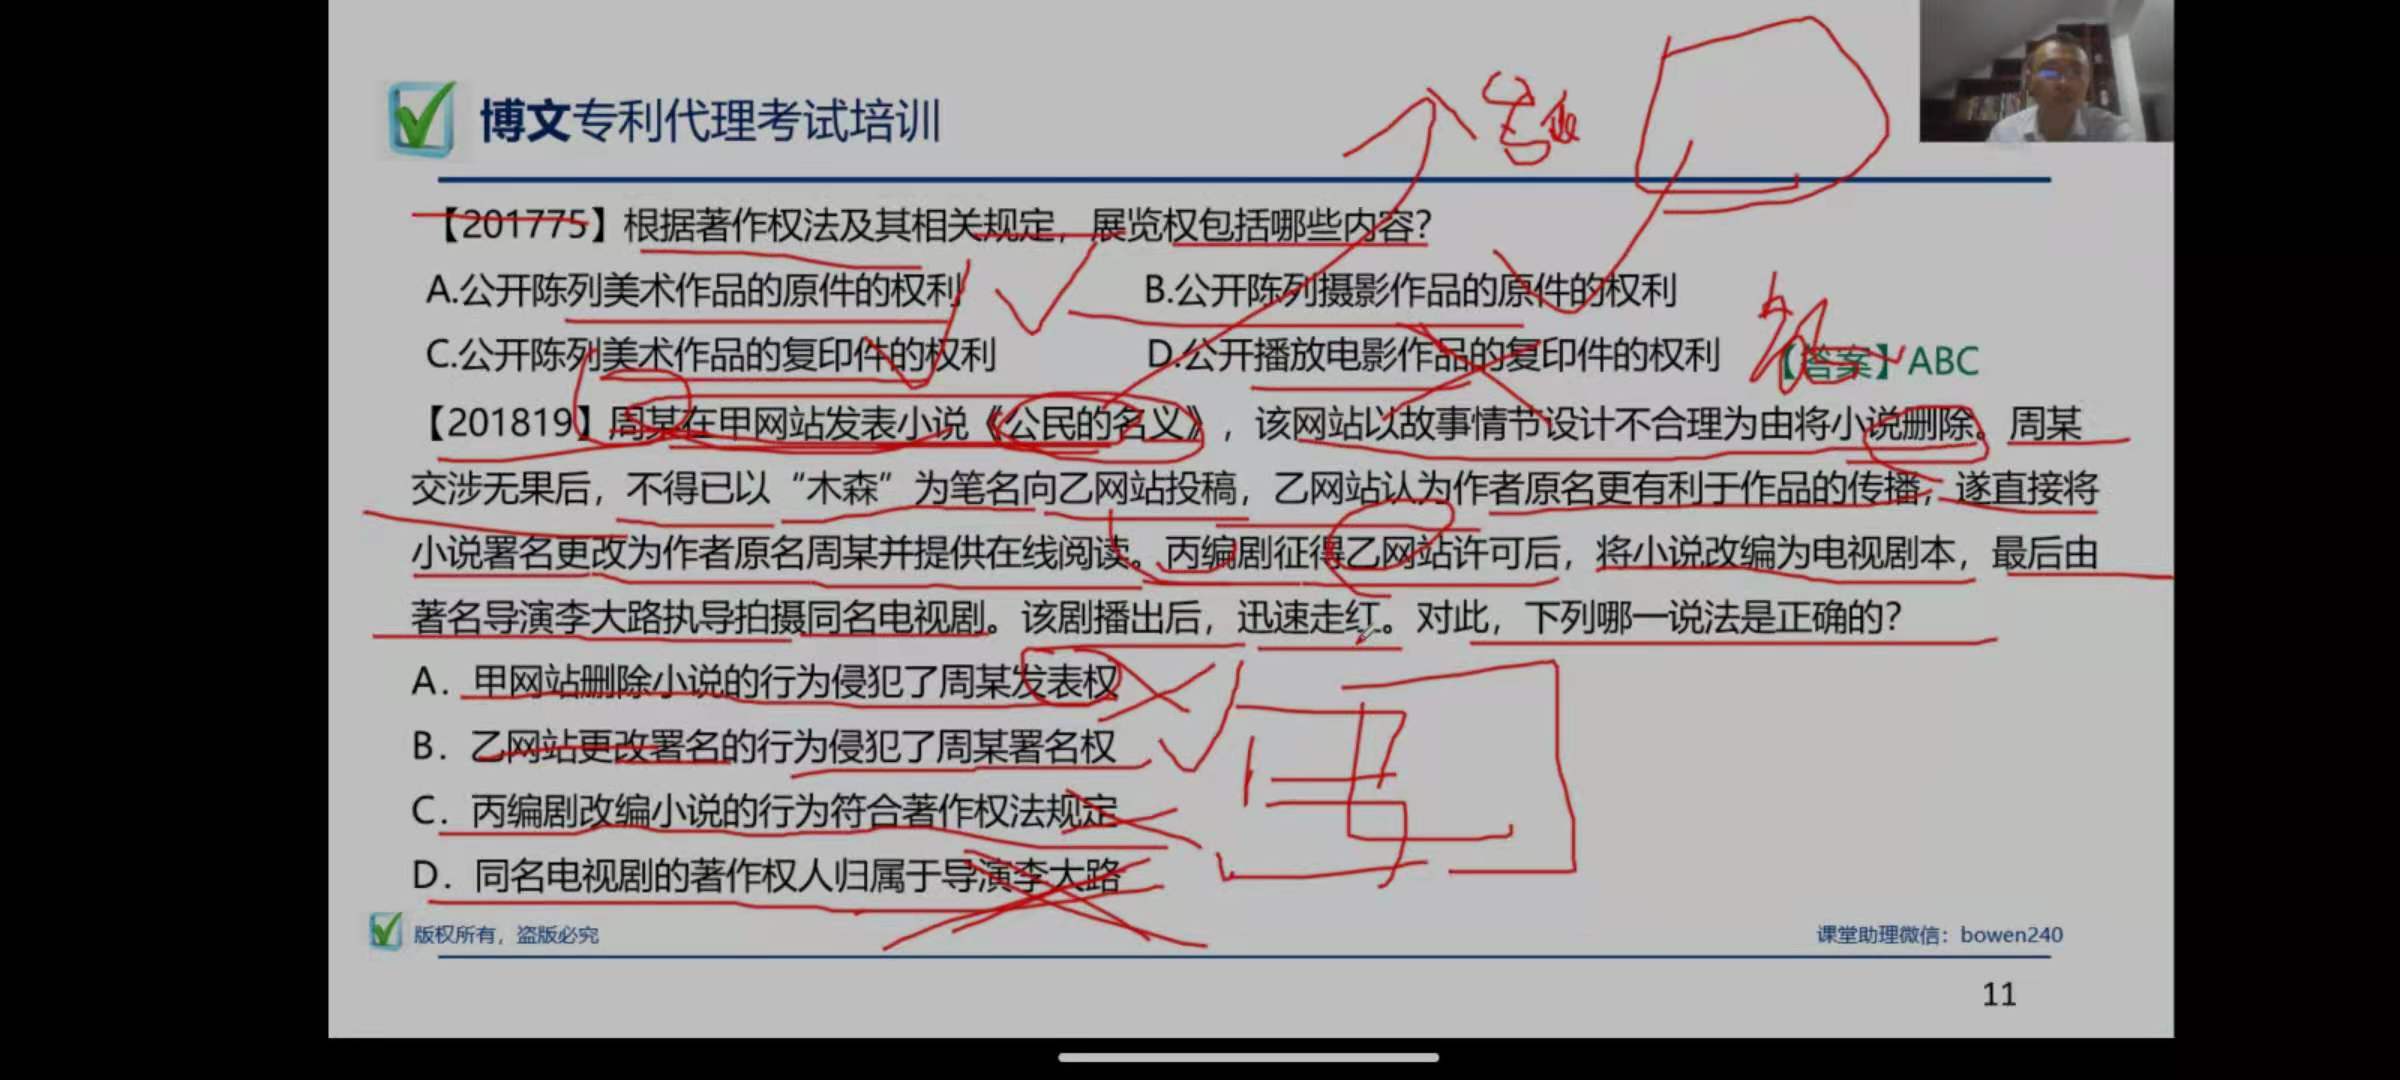 博文专利代理考试培训
【201775】根据著作权法及其相关规定，展览权包括哪些内容？
A.公开陈列美术作品的原件的权利 B.公开陈列摄影作品的原件的权利
C.公开陈列美术作品的复印件的权利 D.公开播放电影作品的复印件的权利 【答案】ABC
【201819】周某在甲网站发表小说《公民的名义》，该网站以故事情节设计不合理为由将小说删除。周某
交涉无果后，不得已以“木森”为笔名向乙网站投稿，乙网站认为作者原名更有利于作品的传播，遂直接将
小说署名更改为作者原名周某并提供在线阅读。丙编剧征得乙网站许可后，将小说改编为电视剧本，最后由
著名导演李大路执导拍摄同名电视剧。该剧播出后，迅速走红。对此，下列哪一说法是正确的？
A．甲网站删除小说的行为侵犯了周某发表权
B．乙网站更改署名的行为侵犯了周某署名权
C．丙编剧改编小说的行为符合著作权法规定
D．同名电视剧的著作权人归属于导演李大路
版权所有，盗版必究
课堂助理微信：bowen240
11